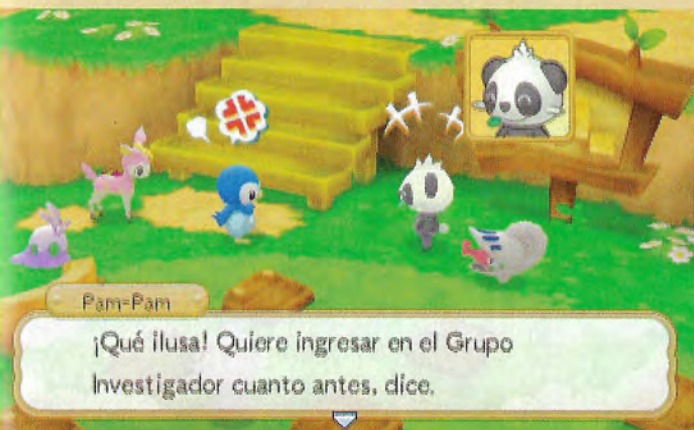 Pam-Pam
¡Qué ilusa! Quiere ingresar en el Grupo
Investigador cuanto antes, dice.